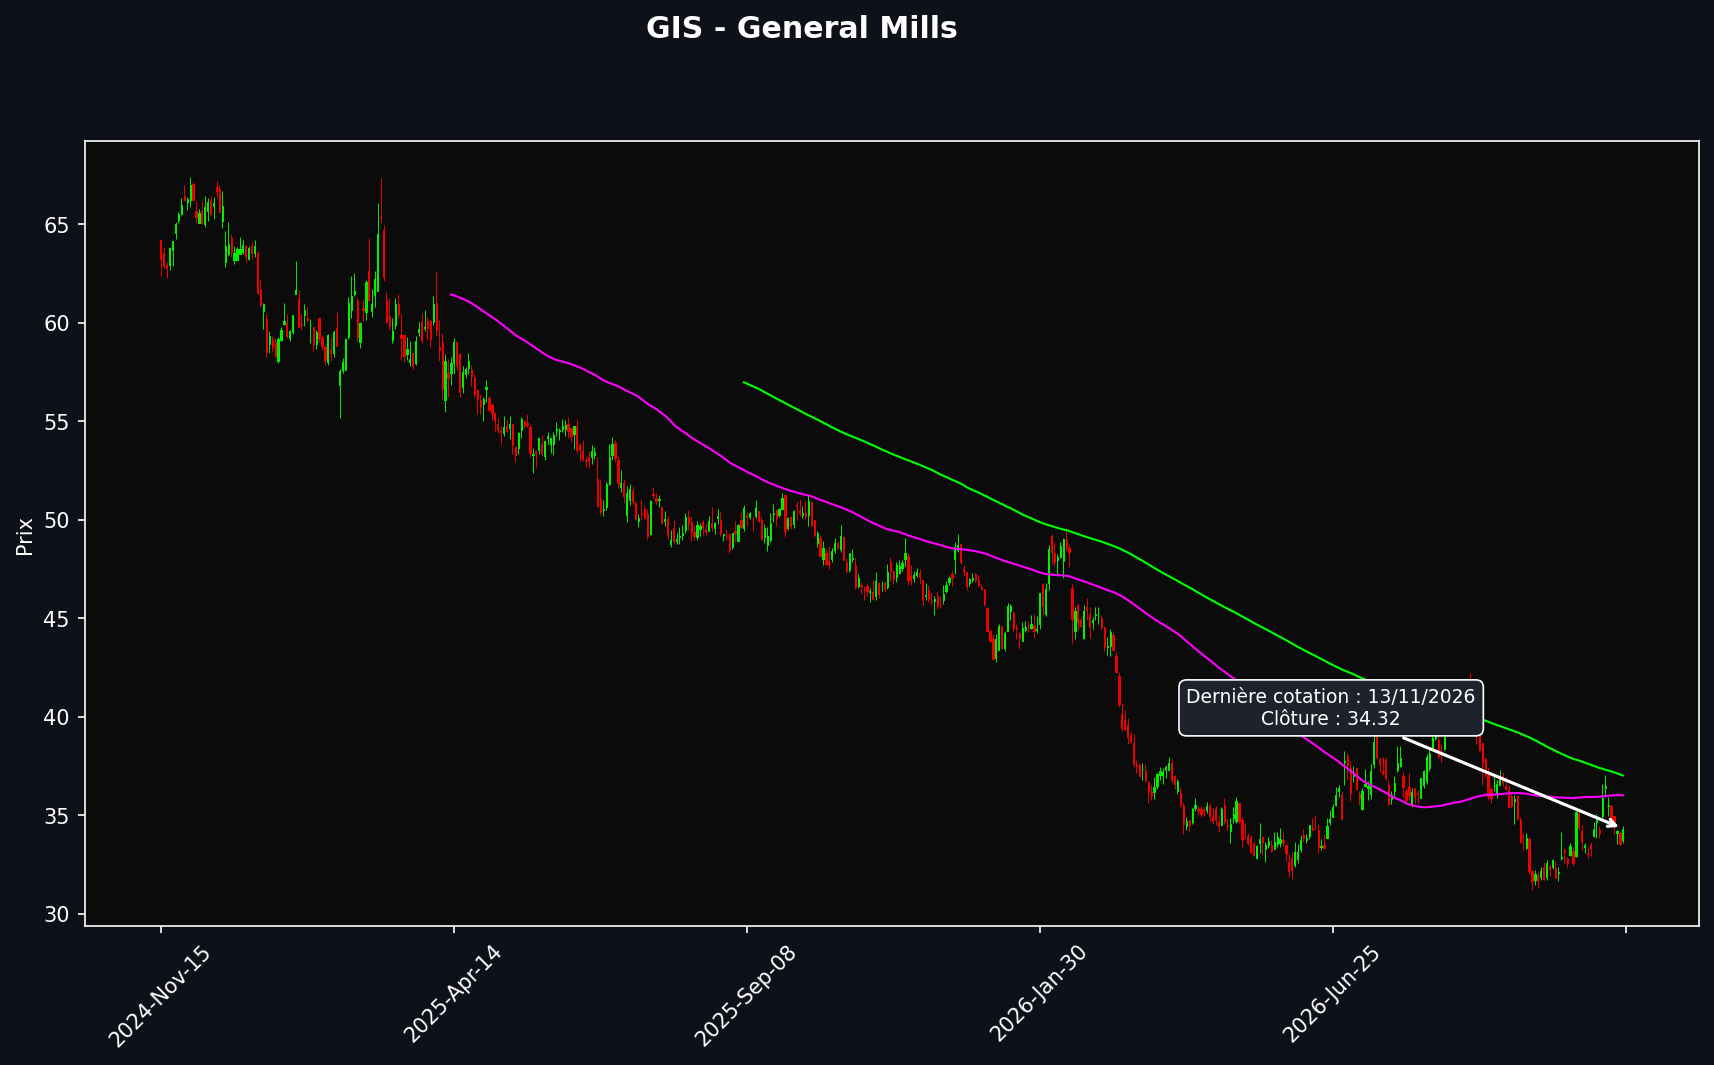 GIS - General Mills
Prix
65
60
55
50
45
40
35
30
Dernière cotation : 13/11/2026
Clôture : 34.32
2024-Nov-15
2025-Apr-14
2025-Sep-08
2026-Jan-30
2026-Jun-25